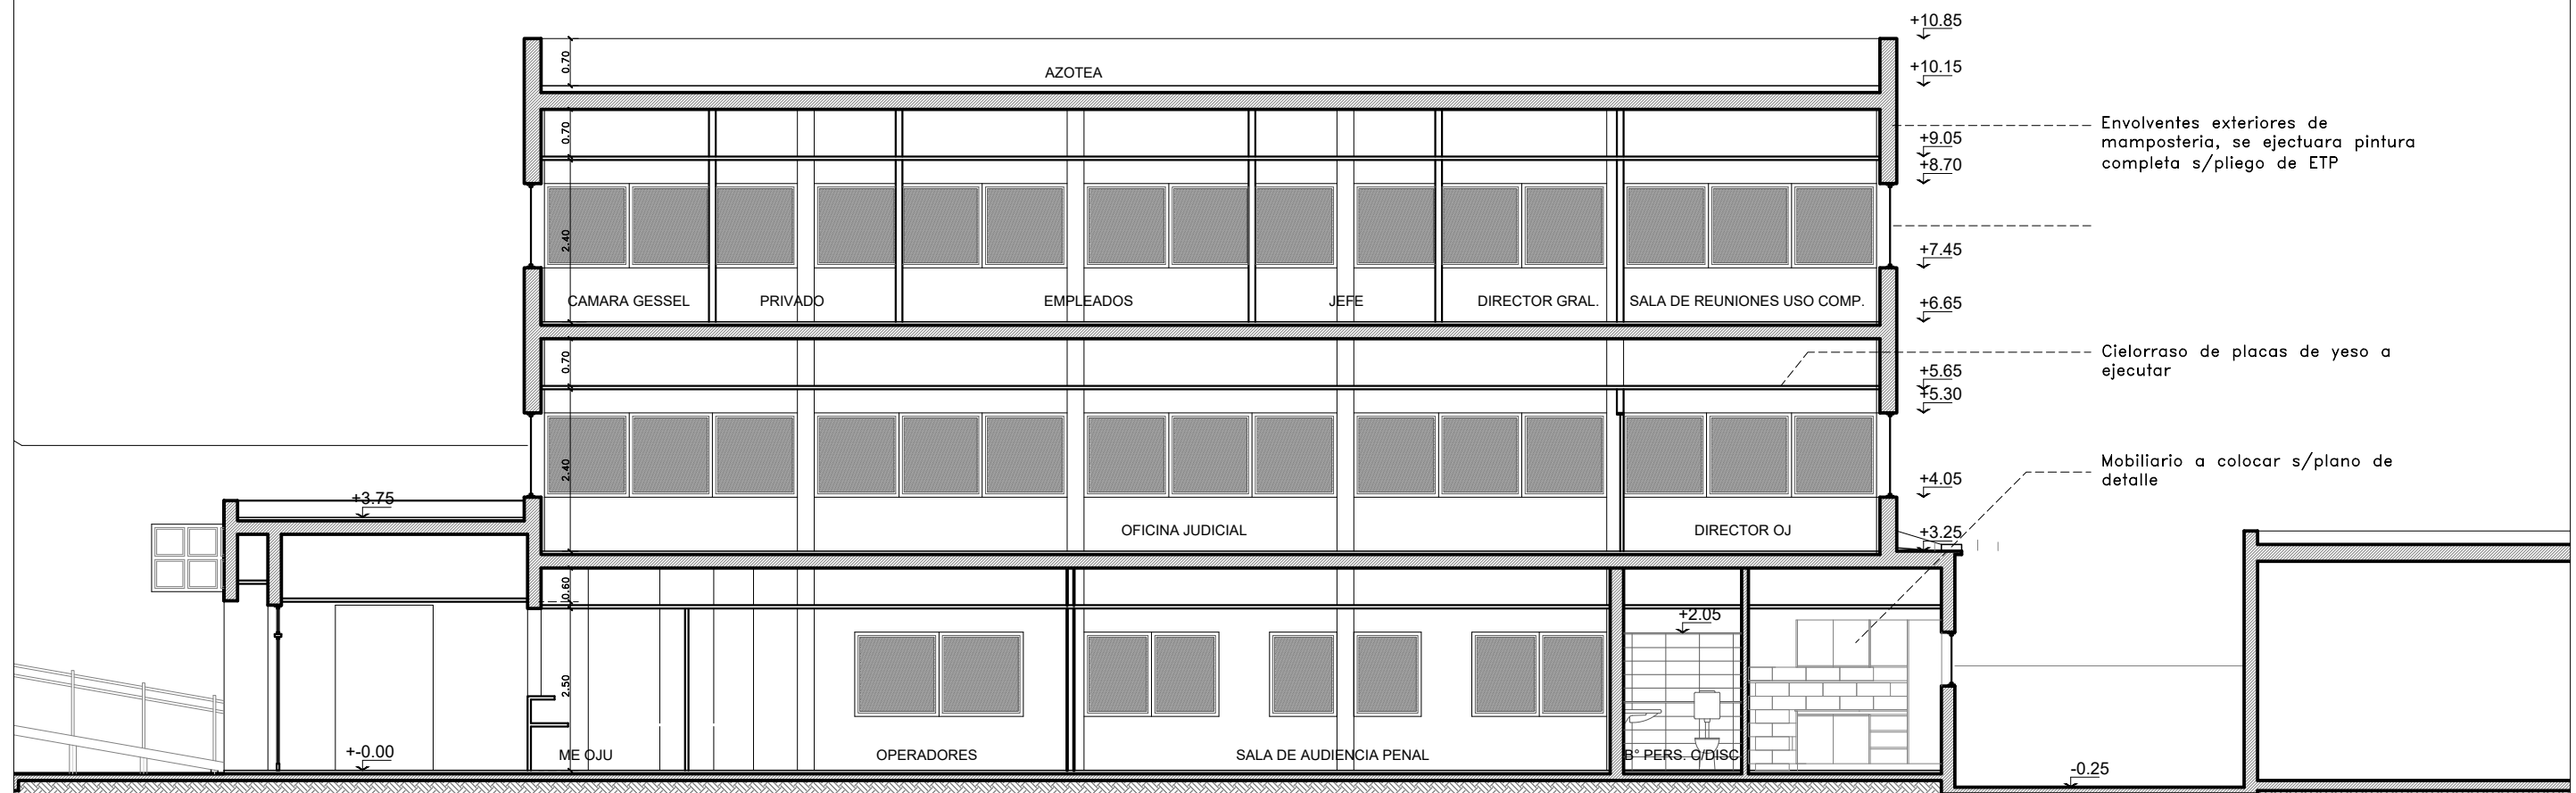 +10.85
0.70
AZOTEA
+10.15
0.70
Envolventes exteriores de
mamposteria, se ejectuara pintura
completa s/pliego de ETP
+9.05
+8.70
2.40
+7.45
CAMARA GESSEL
PRIVADO
EMPLEADOS
JEFE
DIRECTOR GRAL.
SALA DE REUNIONES USO COMP.
+6.65
0.70
Cielorraso de placas de yeso a
ejecutar
+5.65
+5.30
2.40
Mobiliario a colocar s/plano de
detalle
+4.05
+3.75
OFICINA JUDICIAL
DIRECTOR OJ
+3.25
0.60
+2.05
2.50
+-0.00
ME OJU
OPERADORES
SALA DE AUDIENCIA PENAL
B° PERS. C/DISC
-0.25